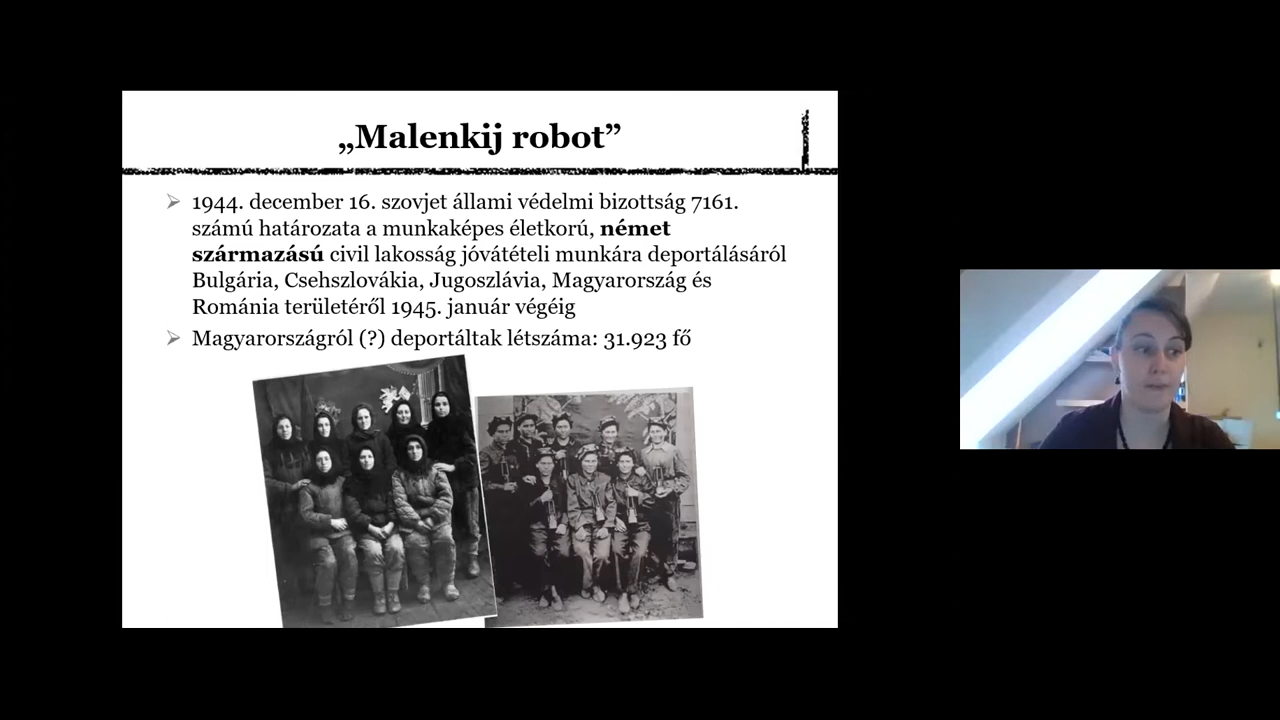 „Malenkij robot”
1944. december 16. szovjet állami védelmi bizottság 7161.
számú határozata a munkaképes életkorú, német
származású civil lakosság jóvátételi munkára deportálásáról
Bulgária, Csehszlovákia, Jugoszlávia, Magyarország és
Románia területéről 1945. január végéig
Magyarországról (?) deportáltak létszáma: 31.923 fő